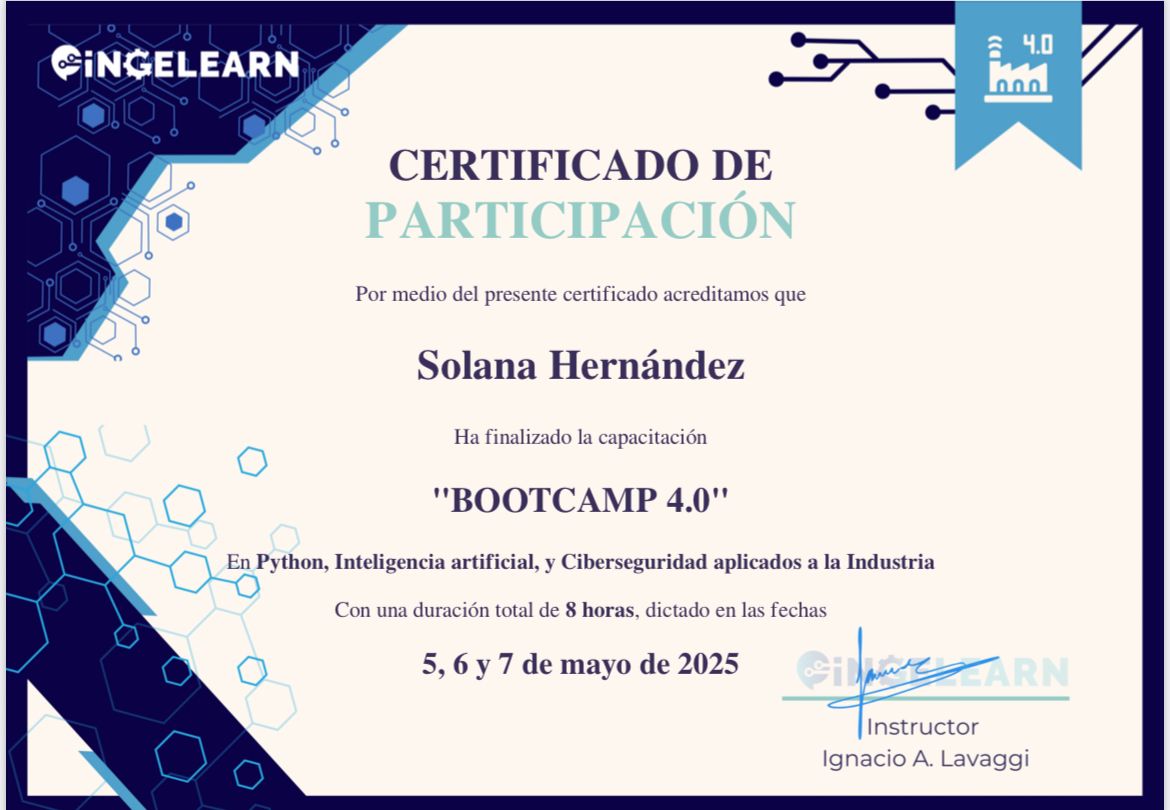 INGELEARN
4.0
CERTIFICADO DE
PARTICIPACIÓN
Por medio del presente certificado acreditamos que
Solana Hernández
Ha finalizado la capacitación
"BOOTCAMP 4.0"
En Python, Inteligencia artificial, y Ciberseguridad aplicados a la Industria
Con una duración total de 8 horas, dictado en las fechas
5, 6 y 7 de mayo de 2025
INGELEARN
Instructor
Ignacio A. Lavaggi